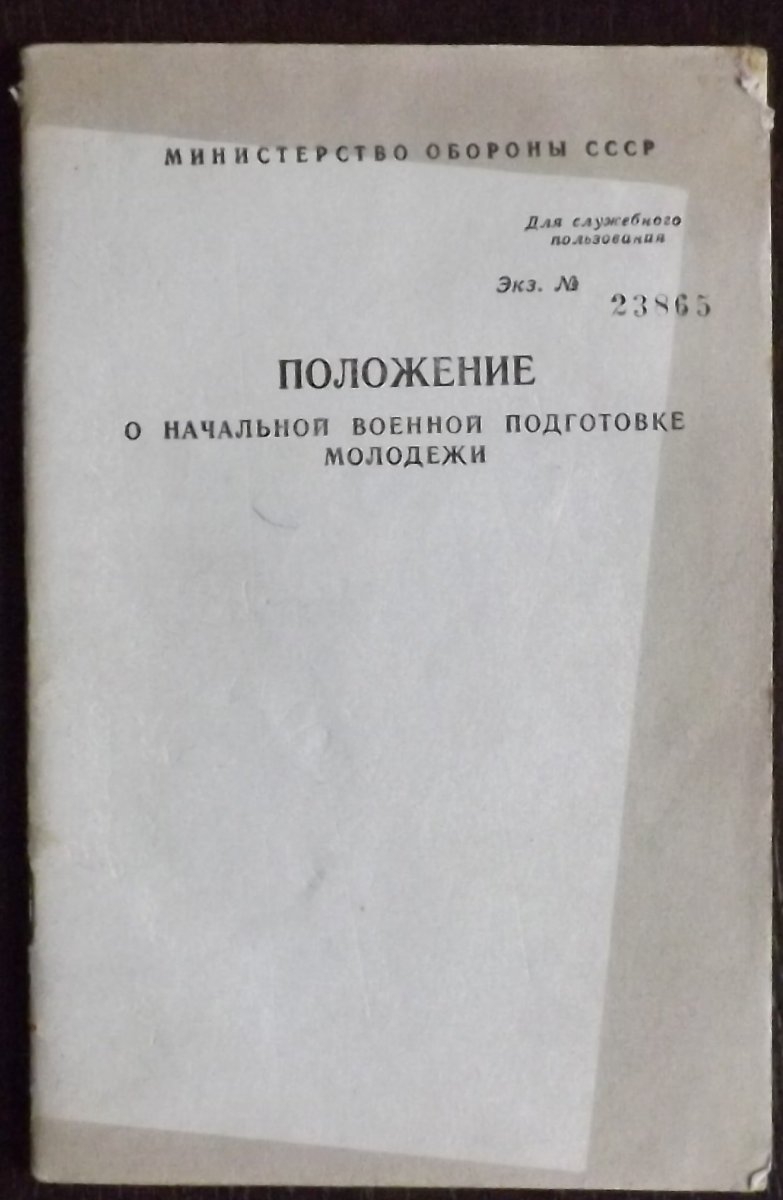 МИНИСТЕРСТВО ОБОРОНЫ СССР
Для служебного
пользования
Экз. №
23865
ПОЛОЖЕНИЕ
О НАЧАЛЬНОЙ ВОЕННОЙ ПОДГОТОВКЕ
МОЛОДЕЖИ